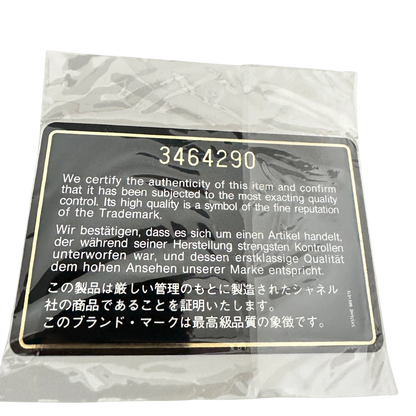 3464290
We certify the authenticity of this item and confirm
that it has been subjected to the most exacting quality
control. Its high quality is a symbol of the fine reputation
of the Trademark.
Wir bestätigen, dass es sich um einen Artikel handelt,
der während seiner Herstellung strengsten Kontrollen
unterworfen war, und dessen erstklassige Qualität
dem hohen Ansehen unserer Marke entspricht.
この製品は厳しい管理のもとに製造されたシャネル
社の商品であることを証明いたします。
このブランド・マークは最高級品質の象徴です。